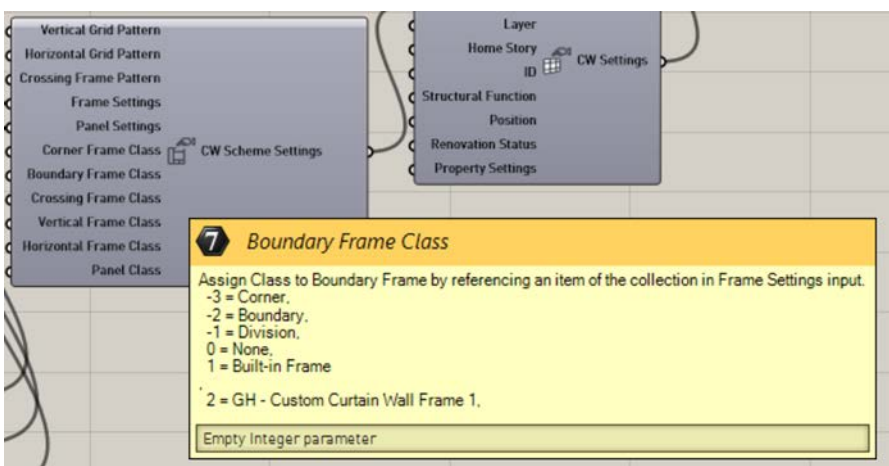 Vertical Grid Pattern
Horizontal Grid Pattern
Crossing Frame Pattern
Frame Settings
Panel Settings
Corner Frame Class
Boundary Frame Class
Crossing Frame Class
Vertical Frame Class
Horizontal Frame Class
Panel Class
CW Scheme Settings
Layer
Home Story
ID
Structural Function
Position
Renovation Status
Property Settings
CW Settings
7 Boundary Frame Class
Assign Class to Boundary Frame by referencing an item of the collection in Frame Settings input.
-3 = Corner,
-2 = Boundary,
-1 = Division,
0 = None,
1 = Built-in Frame
2 = GH - Custom Curtain Wall Frame 1,
Empty Integer parameter